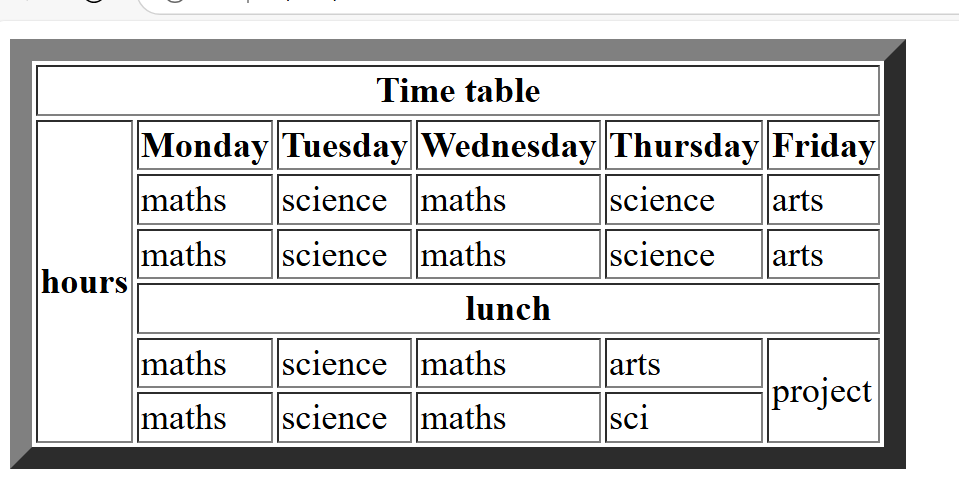 Time table
hours Monday Tuesday Wednesday Thursday Friday
maths science maths science arts
maths science maths science arts
lunch
maths science maths arts project
maths science maths sci